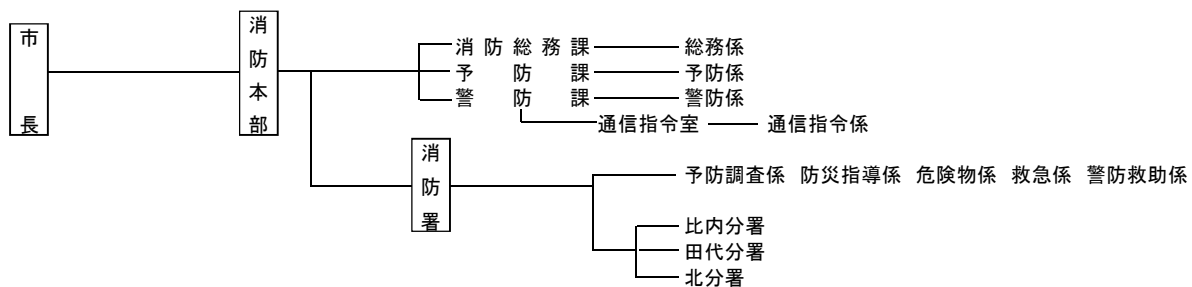 市長
消防本部
消防総務課 総務係
予防課 予防係
警防課 警防係
通信指令室 通信指令係
消防署
予防調査係 防災指導係 危険物係 救急係 警防救助係
比内分署
田代分署
北分署